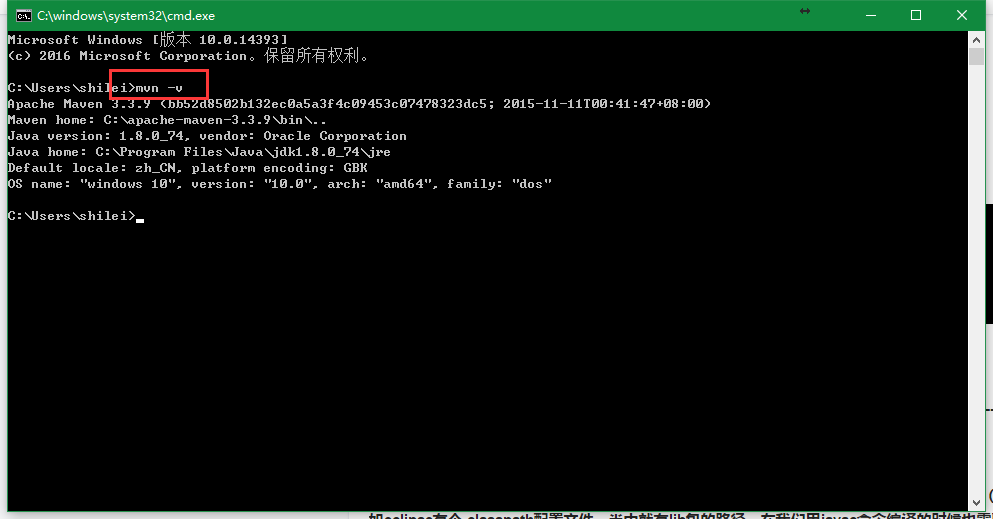 C:\windows\system32\cmd.exe
Microsoft Windows [版本 10.0.14393]
(c) 2016 Microsoft Corporation。保留所有权利。
C:\Users\shilei>mvn -v
Apache Maven 3.3.9 (bb52d8502b132ec0a5a3f4c09453c07478323dc5; 2015-11-11T00:41:47+08:00)
Maven home: C:\apache-maven-3.3.9\bin\..
Java version: 1.8.0_74, vendor: Oracle Corporation
Java home: C:\Program Files\Java\jdk1.8.0_74\jre
Default locale: zh_CN, platform encoding: GBK
OS name: "windows 10", version: "10.0", arch: "amd64", family: "dos"
C:\Users\shilei>